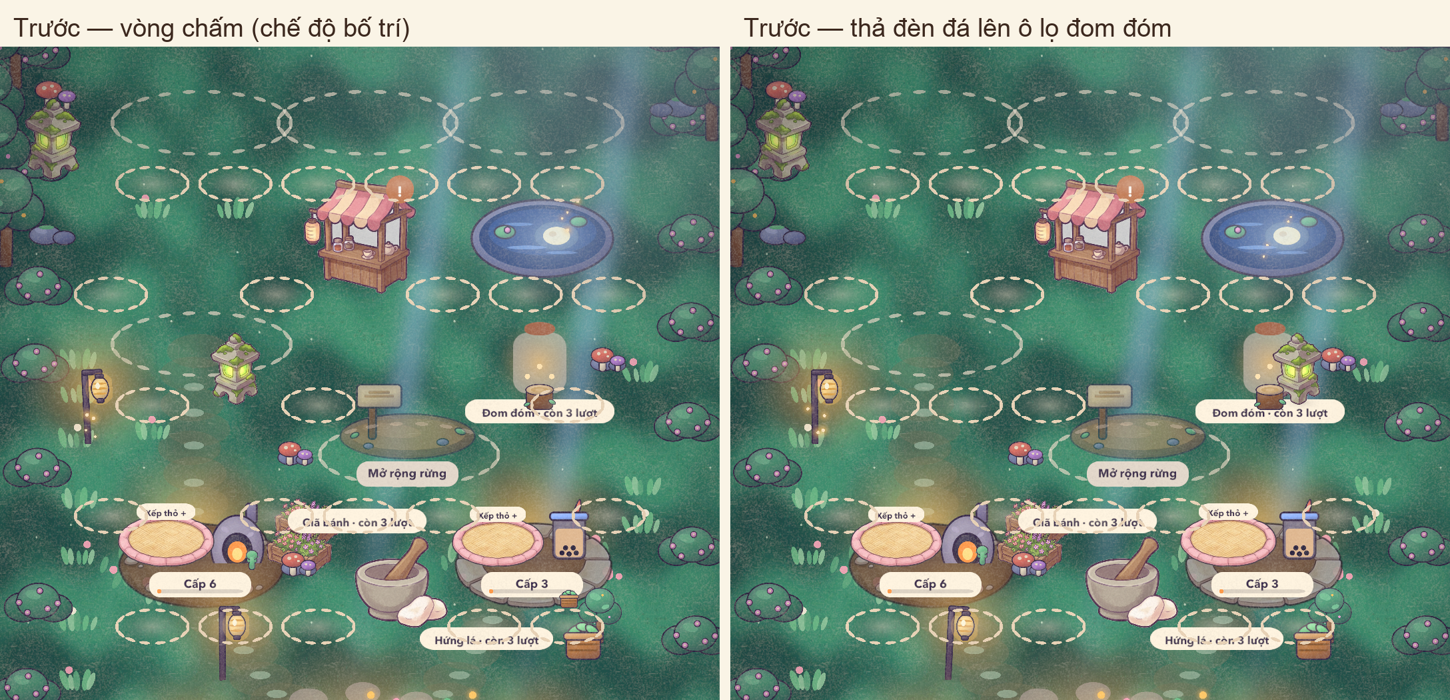 Trước — vòng chấm (chế độ bố trí)
Trước — thả đèn đá lên ô lọ đom đóm
!
!
Đom đóm · còn 3 lượt
Đom đóm · còn 3 lượt
Mở rộng rừng
Mở rộng rừng
Xếp thỏ +
Giã bánh · còn 3 lượt
Xếp thỏ +
Xếp thỏ +
Giã bánh · còn 3 lượt
Xếp thỏ +
Cấp 6
Cấp 3
Cấp 6
Cấp 3
Hứng lá · còn 3 lượt
Hứng lá · còn 3 lượt